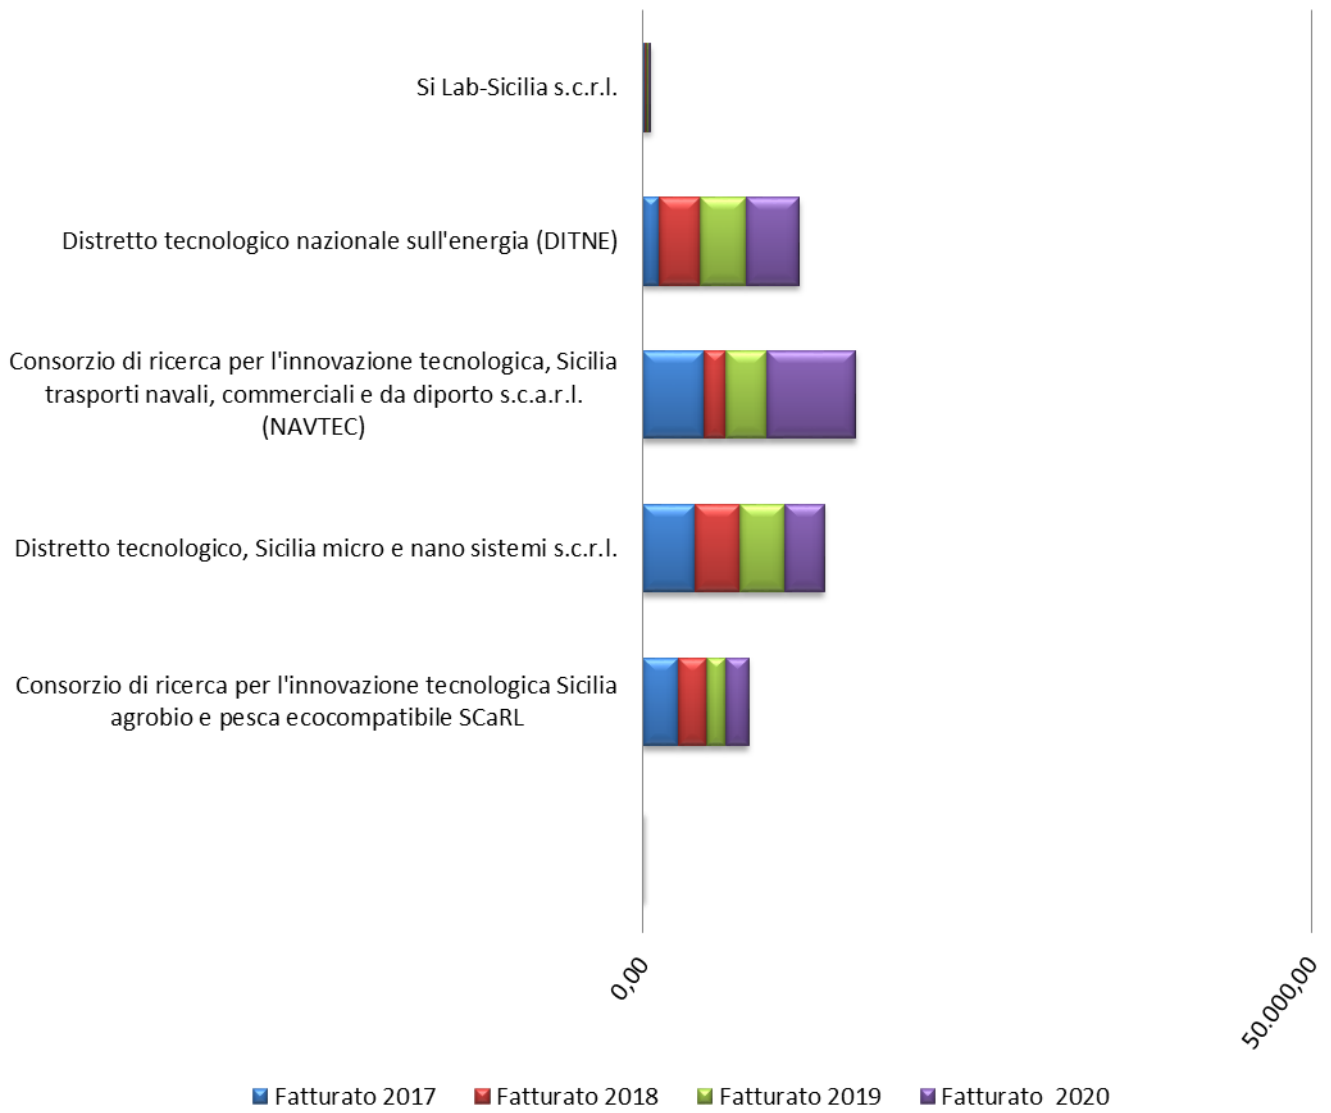 Si Lab-Sicilia s.c.r.l.
Distretto tecnologico nazionale sull'energia (DITNE)
Consorzio di ricerca per l'innovazione tecnologica, Sicilia
trasporti navali, commerciali e da diporto s.c.a.r.l.
(NAVTEC)
Distretto tecnologico, Sicilia micro e nano sistemi s.c.r.l.
Consorzio di ricerca per l'innovazione tecnologica Sicilia
agrobio e pesca ecocompatibile SCaRL
0,00
50.000,00
Fatturato 2017
Fatturato 2018
Fatturato 2019
Fatturato  2020